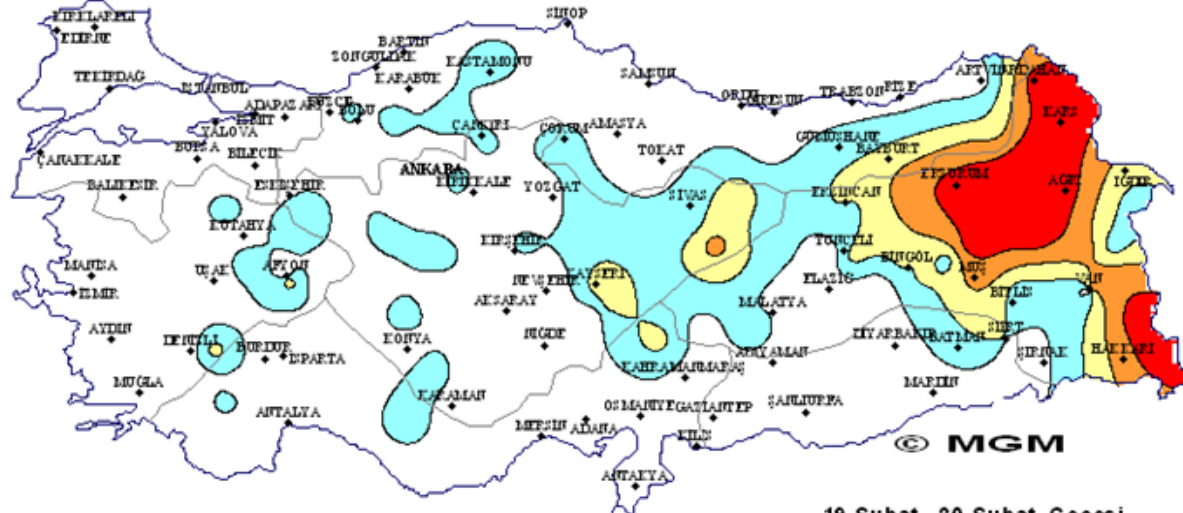 SİNOP
KIRKLARELİ
EDİRNE
BARTIN
ZONGULDAK
KASTAMONU
KARABÜK
TEKİRDAĞ
İSTANBUL
SAMSUN
ARTVİN
ARDAHAN
RİZE
TRABZON
ORDU
GİRESUN
KARS
ADAPAZARI
DÜZCE
BOLU
İZMİT
YALOVA
ÇANKIRI
ÇORUM
AMASYA
GÜMÜŞHANE
BAYBURT
ÇANAKKALE
BURSA
BİLECİK
TOKAT
ANKARA
KIRIKKALE
YOZGAT
SİVAS
ERZİNCAN
ERZURUM
AĞRI
IĞDIR
BALIKESİR
ESKİŞEHİR
KÜTAHYA
KIRŞEHİR
TUNCELİ
BİNGÖL
MUŞ
VAN
MANİSA
İZMİR
UŞAK
AFYON
NEVŞEHİR
KAYSERİ
ELAZIĞ
MALATYA
BİTLİS
AKSARAY
AYDIN
DENİZLİ
BURDUR
ISPARTA
KONYA
NİĞDE
DİYARBAKIR
BATMAN
SİİRT
ŞIRNAK
HAKKARİ
KAHRAMANMARAŞ
ADIYAMAN
MUĞLA
ANTALYA
KARAMAN
MARDİN
OSMANİYE
GAZİANTEP
ŞANLIURFA
MERSİN
ADANA
KİLİS
ANTAKYA
© MGM